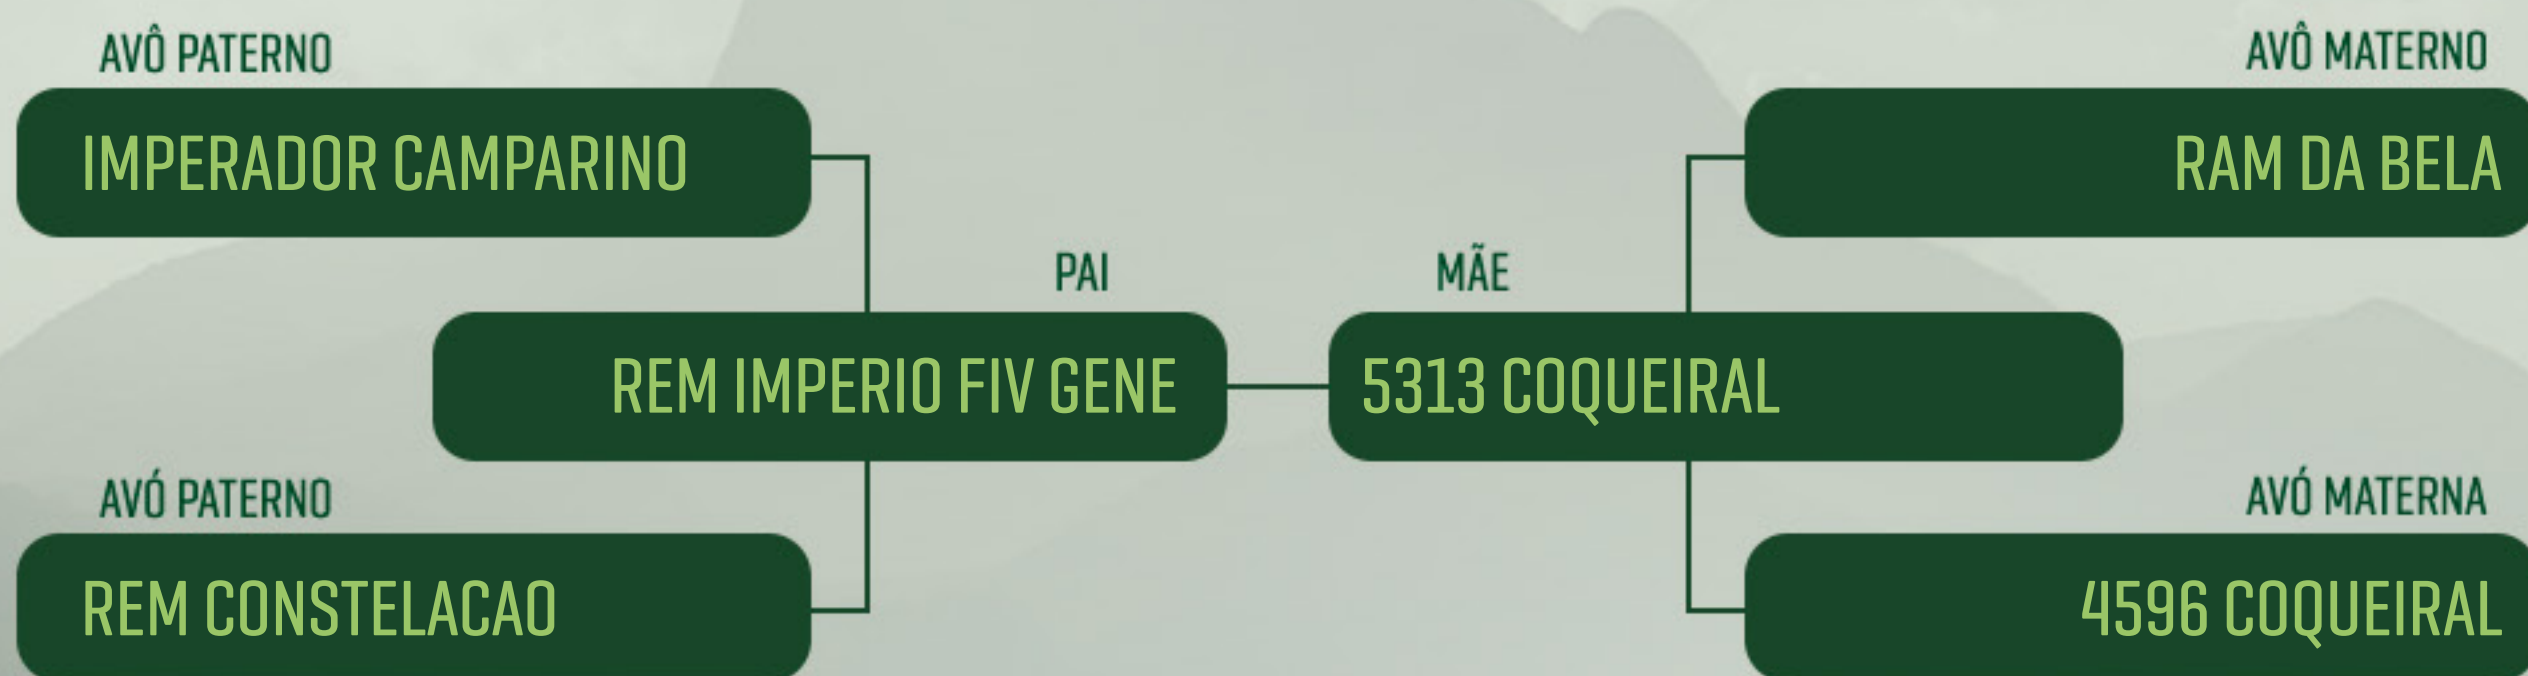 AVÔ PATERNO
AVÔ MATERNO
IMPERADOR CAMPARINO
RAM DA BELA
PAI
MÃE
REM IMPERIO FIV GENE
5313 COQUEIRAL
AVÓ PATERNO
AVÓ MATERNA
REM CONSTELACAO
4596 COQUEIRAL